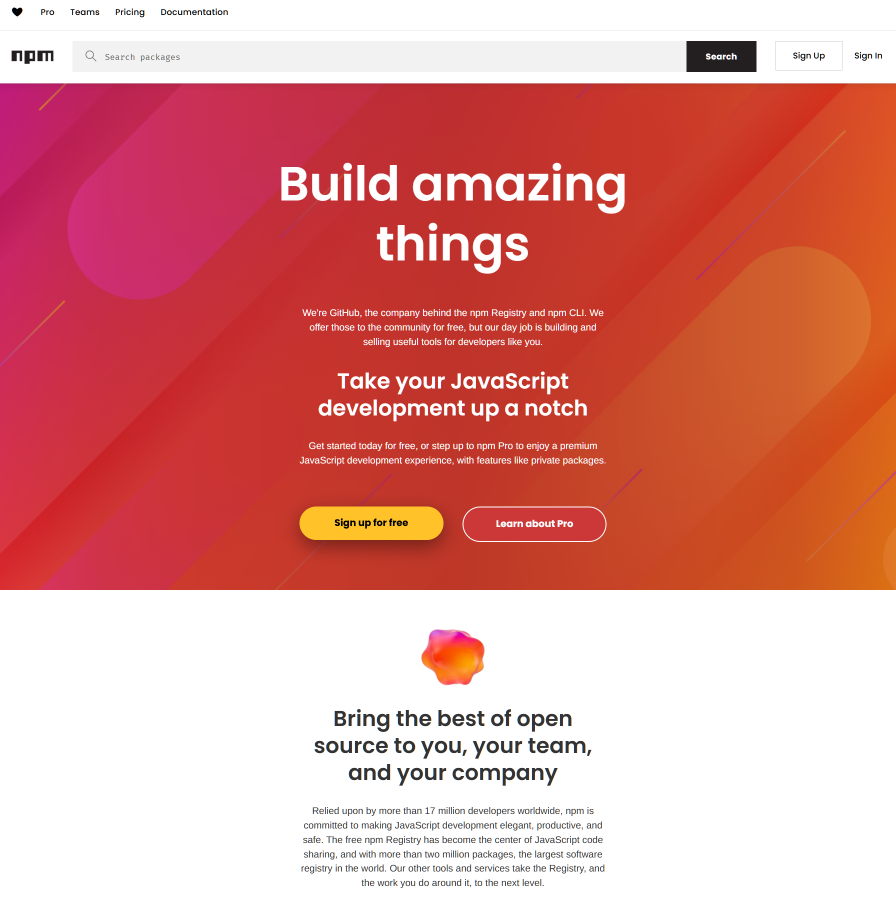 Pro Teams Pricing Documentation
npm Search packages Search Sign Up Sign In
Build amazing
things
We're GitHub, the company behind the npm Registry and npm CLI. We
offer those to the community for free, but our day job is building and
selling useful tools for developers like you.
Take your JavaScript
development up a notch
Get started today for free, or step up to npm Pro to enjoy a premium
JavaScript development experience, with features like private packages.
Sign up for free Learn about Pro
Bring the best of open
source to you, your team,
and your company
Relied upon by more than 17 million developers worldwide, npm is
committed to making JavaScript development elegant, productive, and
safe. The free npm Registry has become the center of JavaScript code
sharing, and with more than two million packages, the largest software
registry in the world. Our other tools and services take the Registry, and
the work you do around it, to the next level.